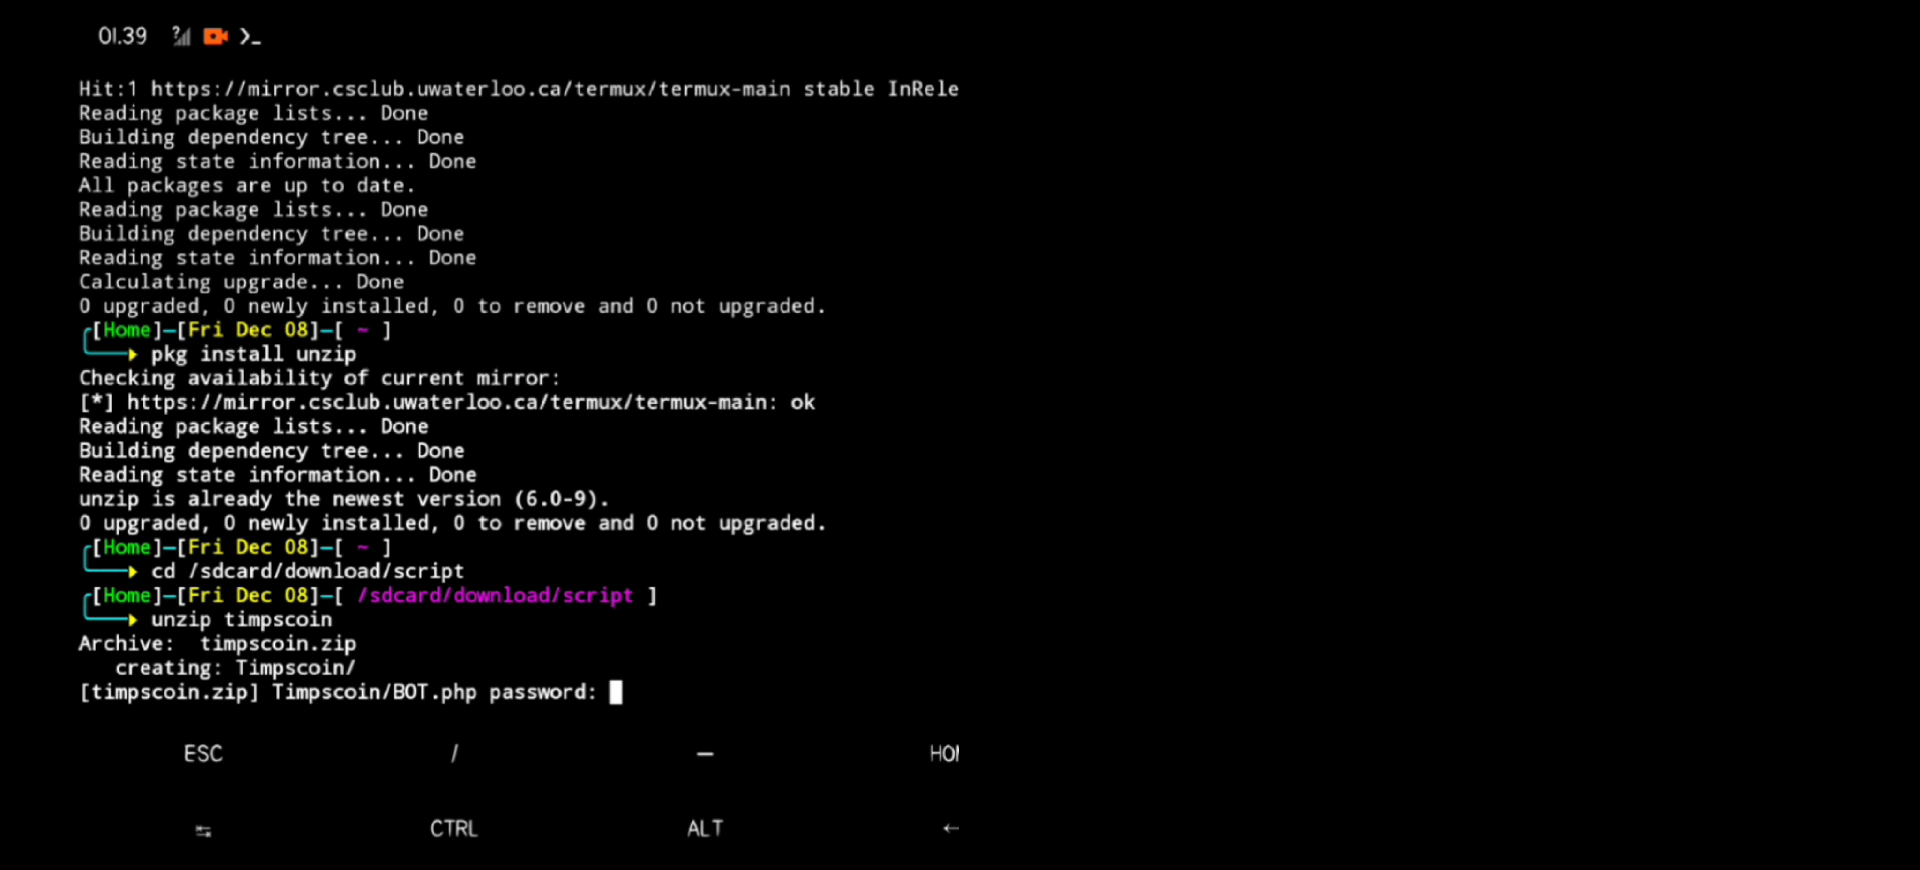 01.39 ?
Hit:1 https://mirror.csclub.uwaterloo.ca/termux/termux-main stable InRele
Reading package lists... Done
Building dependency tree... Done
Reading state information... Done
All packages are up to date.
Reading package lists... Done
Building dependency tree... Done
Reading state information... Done
Calculating upgrade... Done
0 upgraded, 0 newly installed, 0 to remove and 0 not upgraded.
[Home]—[Fri Dec 08]—[ ~ ]
pkg install unzip
Checking availability of current mirror:
[*] https://mirror.csclub.uwaterloo.ca/termux/termux-main: ok
Reading package lists... Done
Building dependency tree... Done
Reading state information... Done
unzip is already the newest version (6.0-9).
0 upgraded, 0 newly installed, 0 to remove and 0 not upgraded.
[Home]—[Fri Dec 08]—[ ~ ]
cd /sdcard/download/script
[Home]—[Fri Dec 08]—[ /sdcard/download/script ]
unzip timpscoin
Archive:  timpscoin.zip
creating: Timpscoin/
[timpscoin.zip] Timpscoin/BOT.php password:
ESC / — HOM
CTRL ALT ←